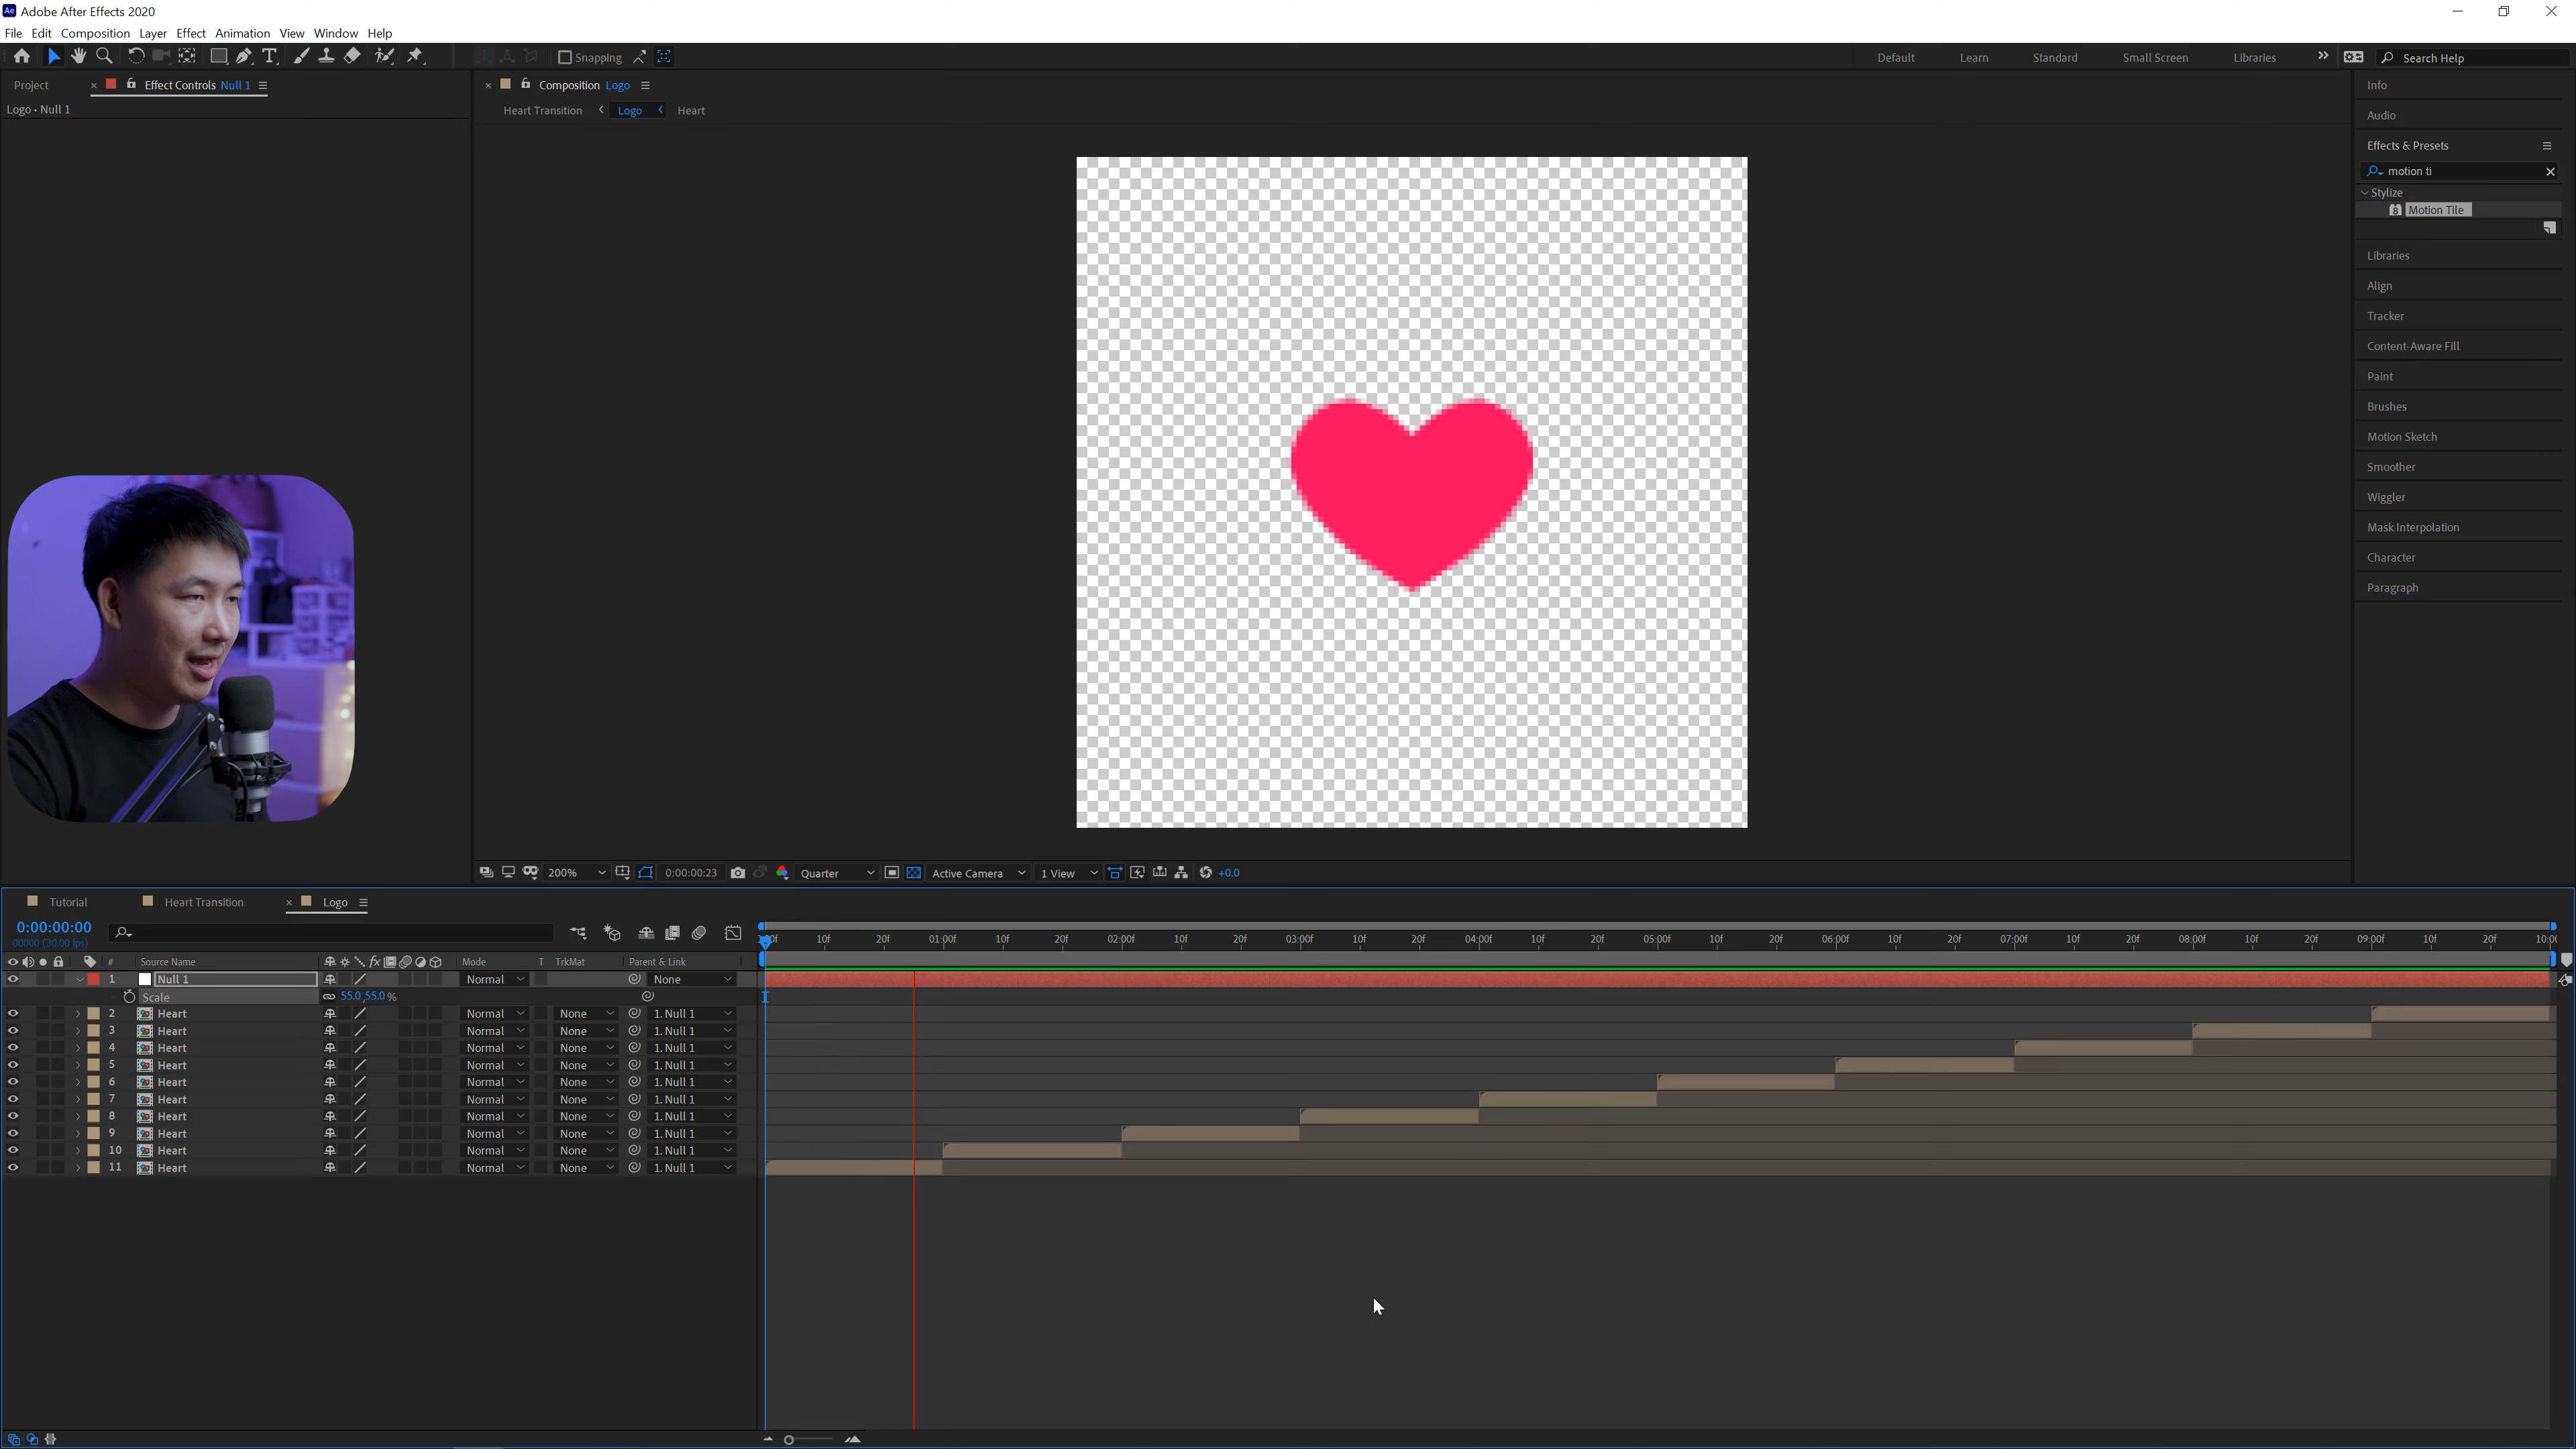 Adobe After Effects 2020
File Edit Composition Layer Effect Animation View Window Help
Snapping Default Learn Standard Small Screen Libraries Search Help
Project Effect Controls Null 1
Logo • Null 1
Composition Logo
Heart Transition Logo Heart
Info
Audio
Effects & Presets
motion ti
Stylize
8 Motion Tile
Libraries
Align
Tracker
Content-Aware Fill
Paint
Brushes
Motion Sketch
Smoother
Wiggler
Mask Interpolation
Character
Paragraph
200% 0:00:00:23 Quarter Active Camera 1 View +0.0
Tutorial Heart Transition Logo
0:00:00:00
00000 (30.00 fps)
10f 20f 01:00f 10f 20f 02:00f 10f 20f 03:00f 10f 20f 04:00f 10f 20f 05:00f 10f 20f 06:00f 10f 20f 07:00f 10f 20f 08:00f 10f 20f 09:00f 10f 20f
# Source Name Mode T TrkMat Parent & Link
1 Null 1 Normal None
Scale 55.0,55.0%
2 Heart Normal None 1. Null 1
3 Heart Normal None 1. Null 1
4 Heart Normal None 1. Null 1
5 Heart Normal None 1. Null 1
6 Heart Normal None 1. Null 1
7 Heart Normal None 1. Null 1
8 Heart Normal None 1. Null 1
9 Heart Normal None 1. Null 1
10 Heart Normal None 1. Null 1
11 Heart Normal None 1. Null 1